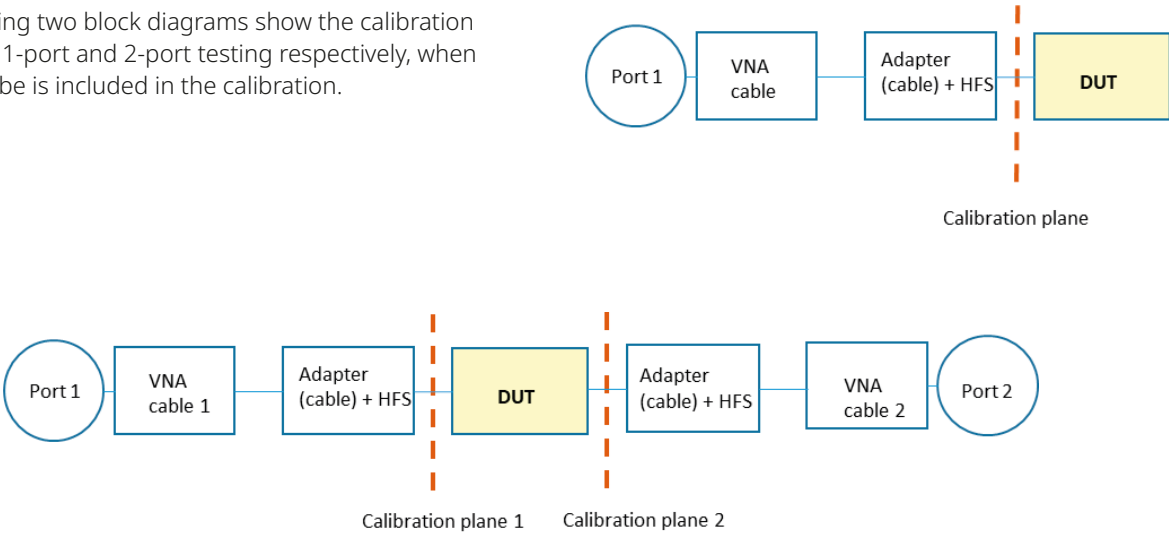 ing two block diagrams show the calibration
1-port and 2-port testing respectively, when
be is included in the calibration.
Port 1
VNA
cable
Adapter
(cable) + HFS
DUT
Calibration plane
Port 1
VNA
cable 1
Adapter
(cable) + HFS
DUT
Adapter
(cable) + HFS
VNA
cable 2
Port 2
Calibration plane 1
Calibration plane 2